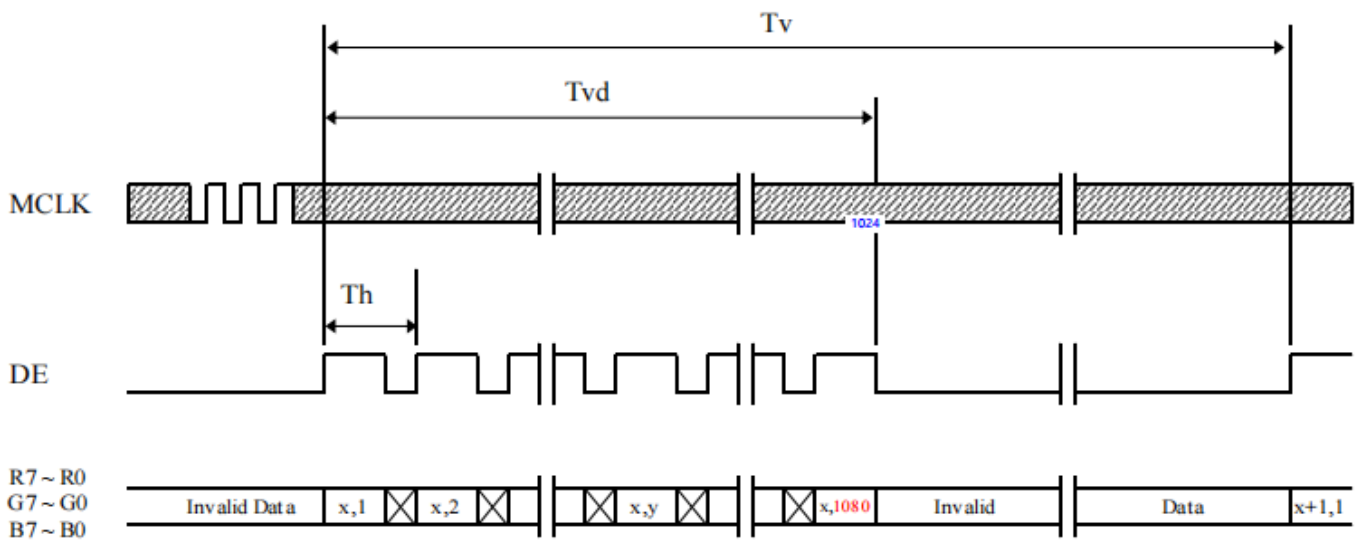 Tv
Tvd
MCLK
1024
Th
DE
R7 ~ R0
G7 ~ G0
B7 ~ B0
Invalid Data x,1 x,2 x,y x,1080 Invalid Data x+1,1